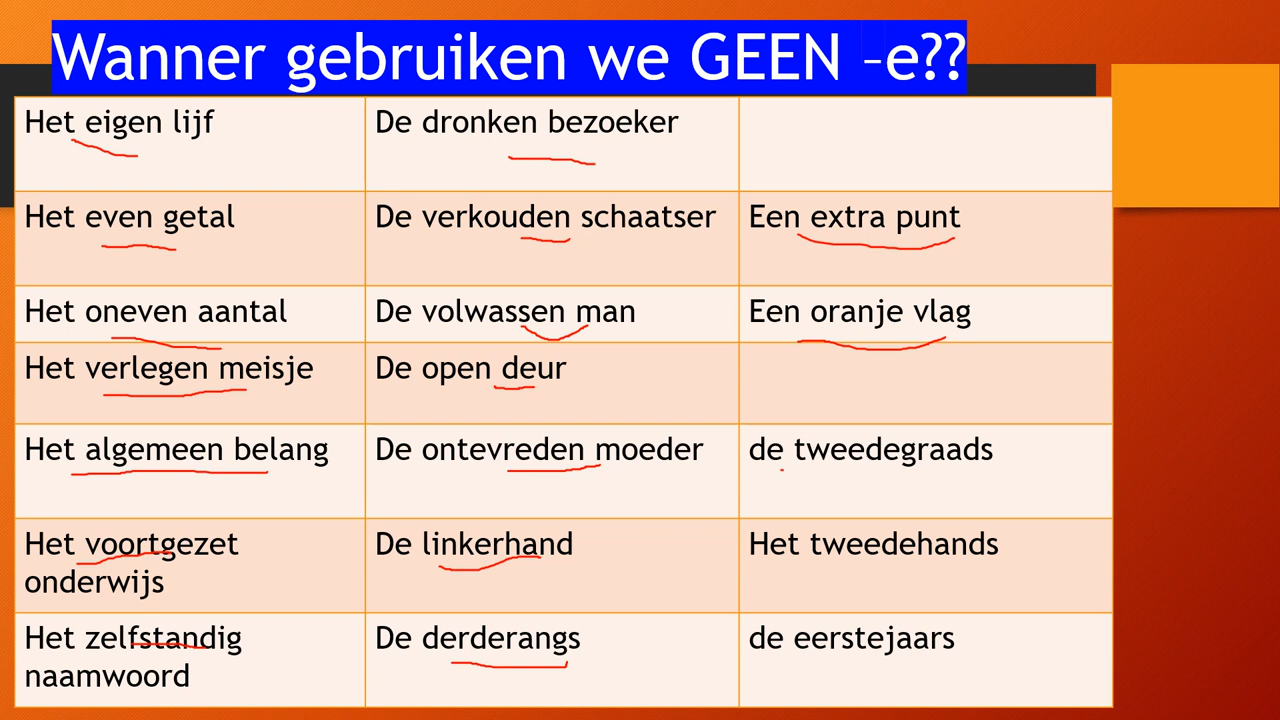 Wanner gebruiken we GEEN –e??
Het eigen lijf
De dronken bezoeker
Het even getal
De verkouden schaatser
Een extra punt
Het oneven aantal
De volwassen man
Een oranje vlag
Het verlegen meisje
De open deur
Het algemeen belang
De ontevreden moeder
de tweedegraads
Het voortgezet
onderwijs
De linkerhand
Het tweedehands
Het zelfstandig
naamwoord
De derderangs
de eerstejaars